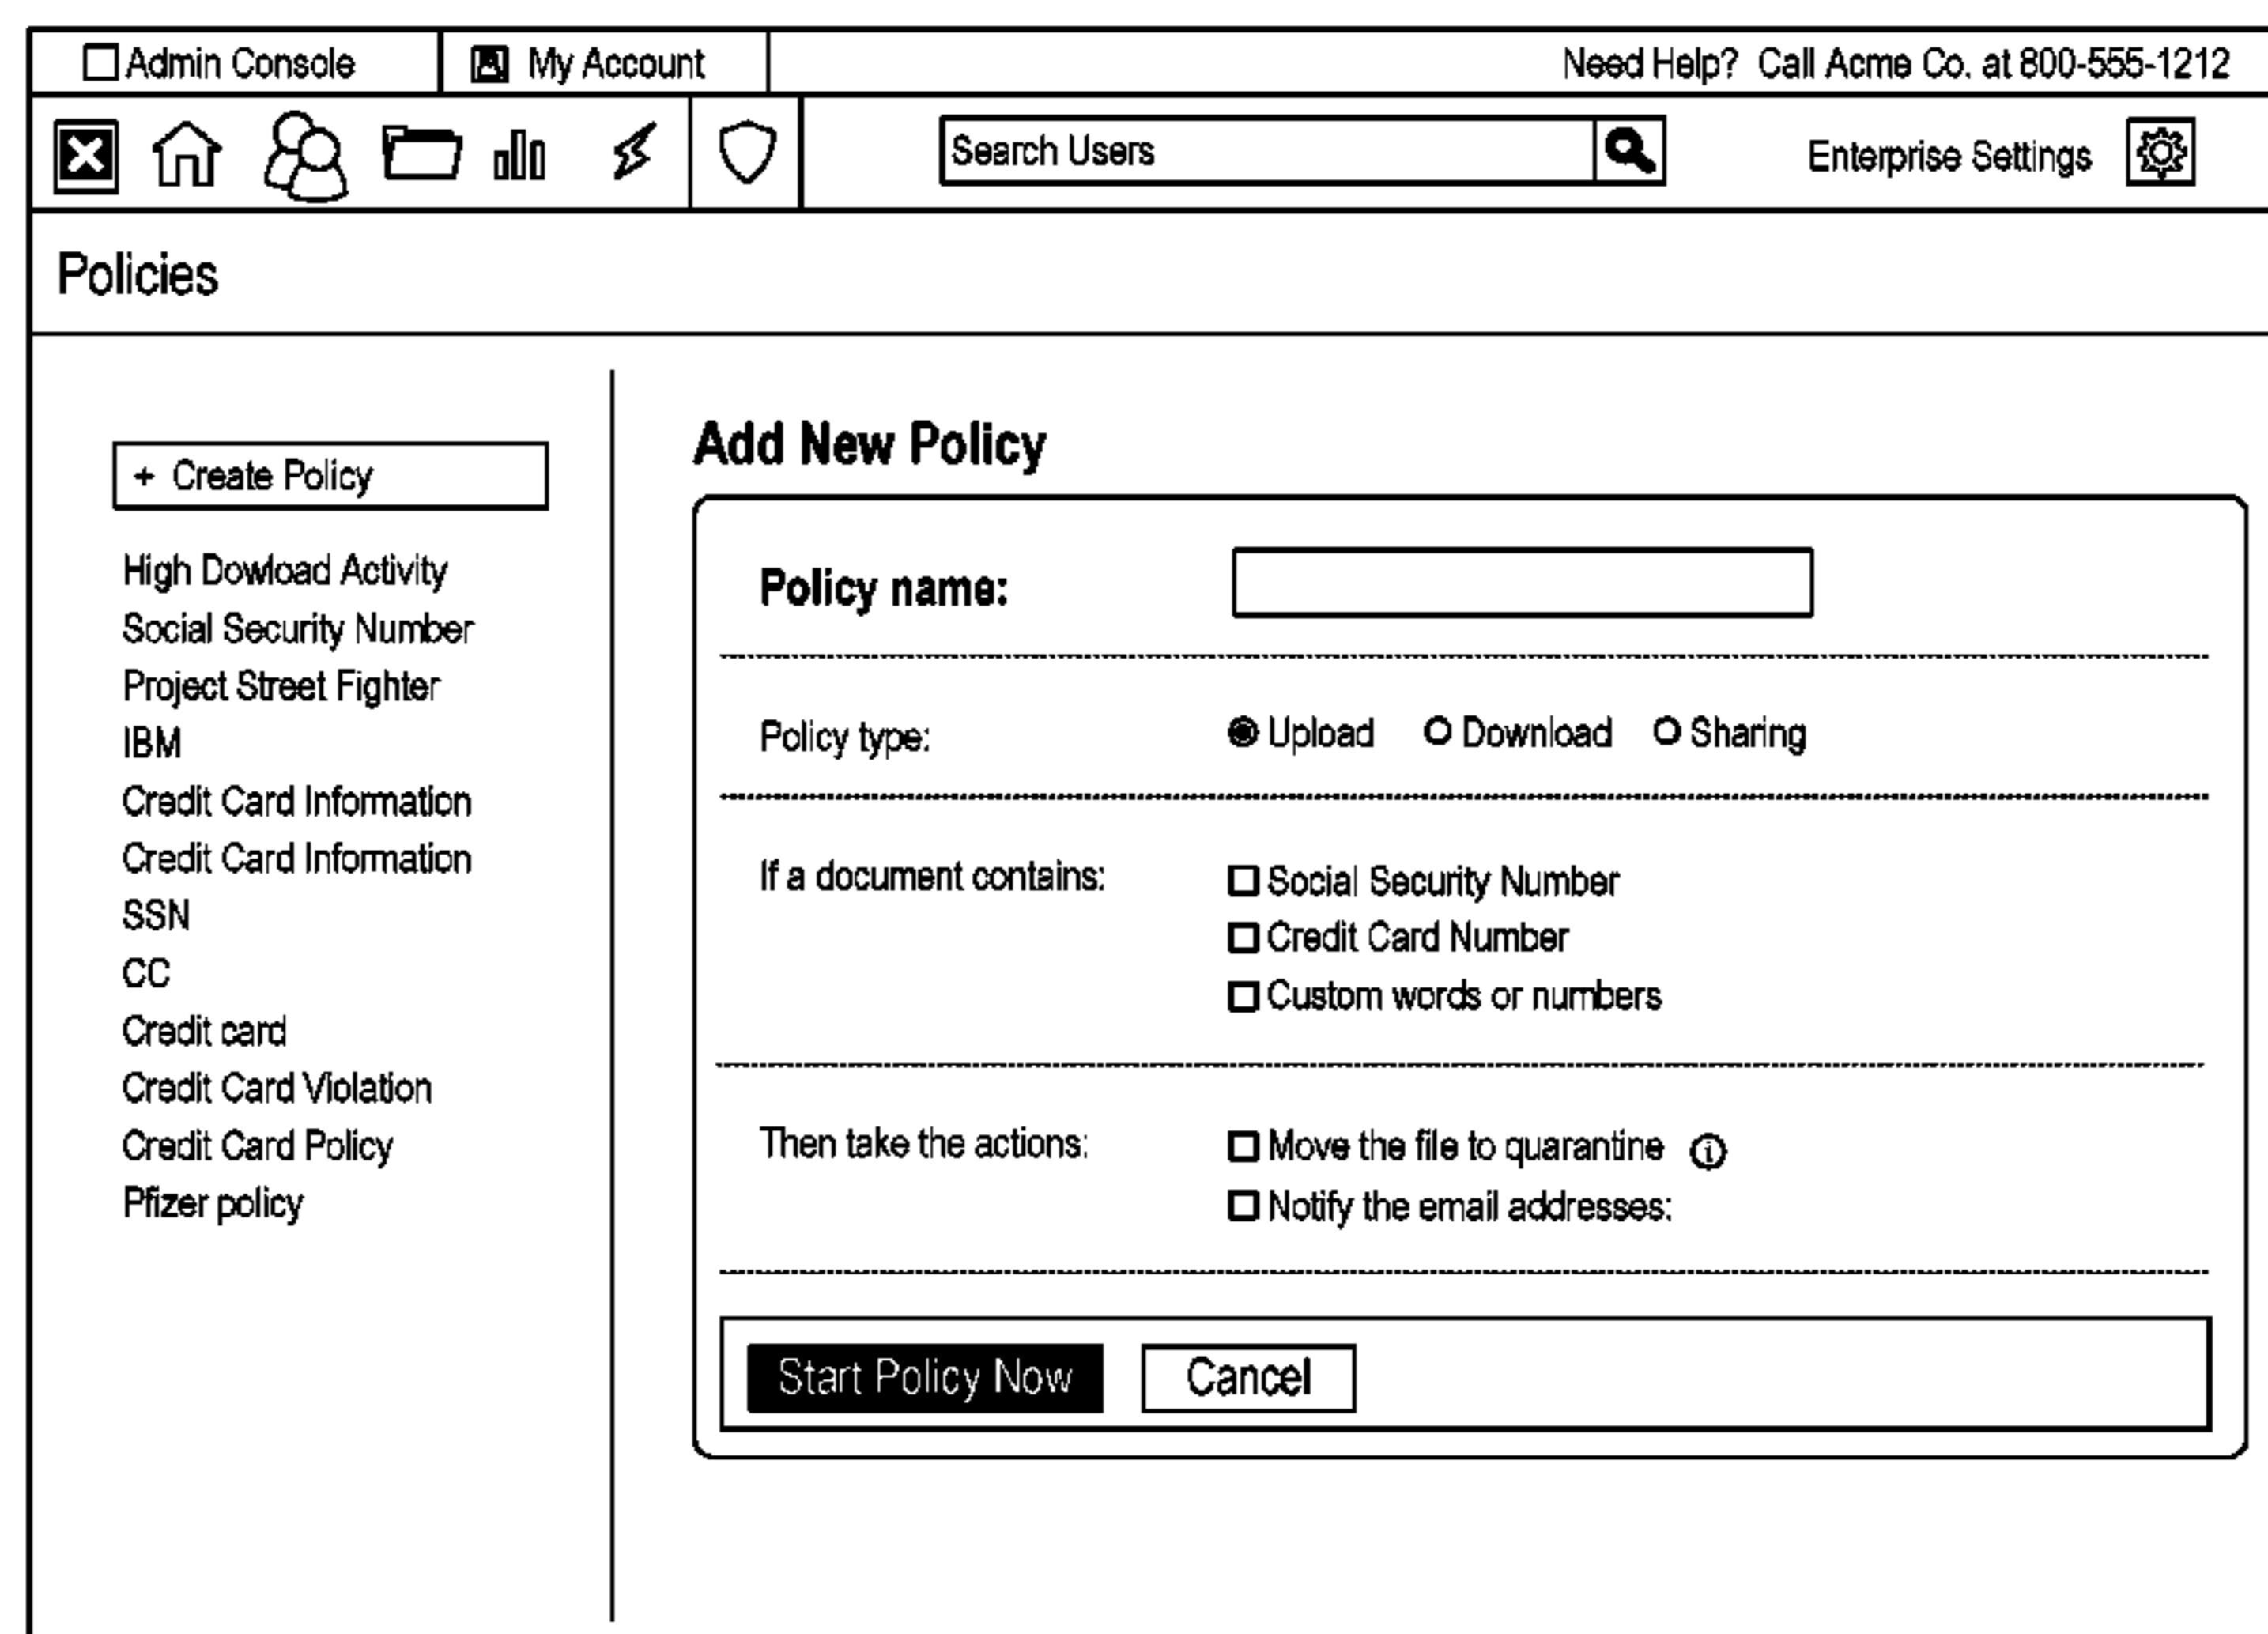 Admin Console My Account Need Help? Call Acme Co. at 800-555-1212
Search Users Enterprise Settings
Policies
+ Create Policy
High Dowload Activity
Social Security Number
Project Street Fighter
IBM
Credit Card Information
Credit Card Information
SSN
CC
Credit card
Credit Card Violation
Credit Card Policy
Pfizer policy
Add New Policy
Policy name:
Policy type: Upload Download Sharing
If a document contains: Social Security Number
Credit Card Number
Custom words or numbers
Then take the actions: Move the file to quarantine i
Notify the email addresses:
Start Policy Now Cancel